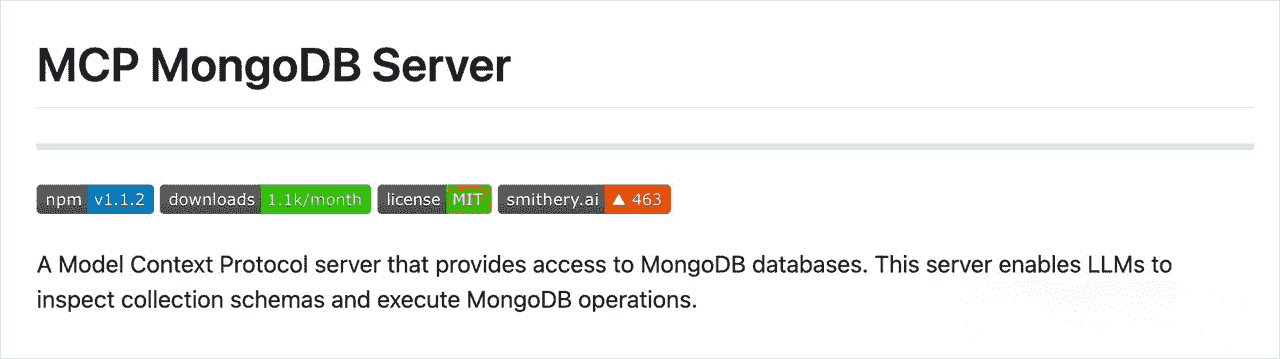 MCP MongoDB Server
npm v1.1.2 downloads 1.1k/month license MIT smithery.ai ▲ 463
A Model Context Protocol server that provides access to MongoDB databases. This server enables LLMs to
inspect collection schemas and execute MongoDB operations.